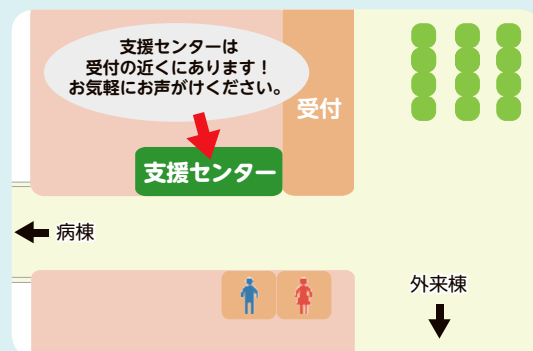 支援センターは
受付の近くにあります！
お気軽にお声がけください。
受付
支援センター
病棟
外来棟